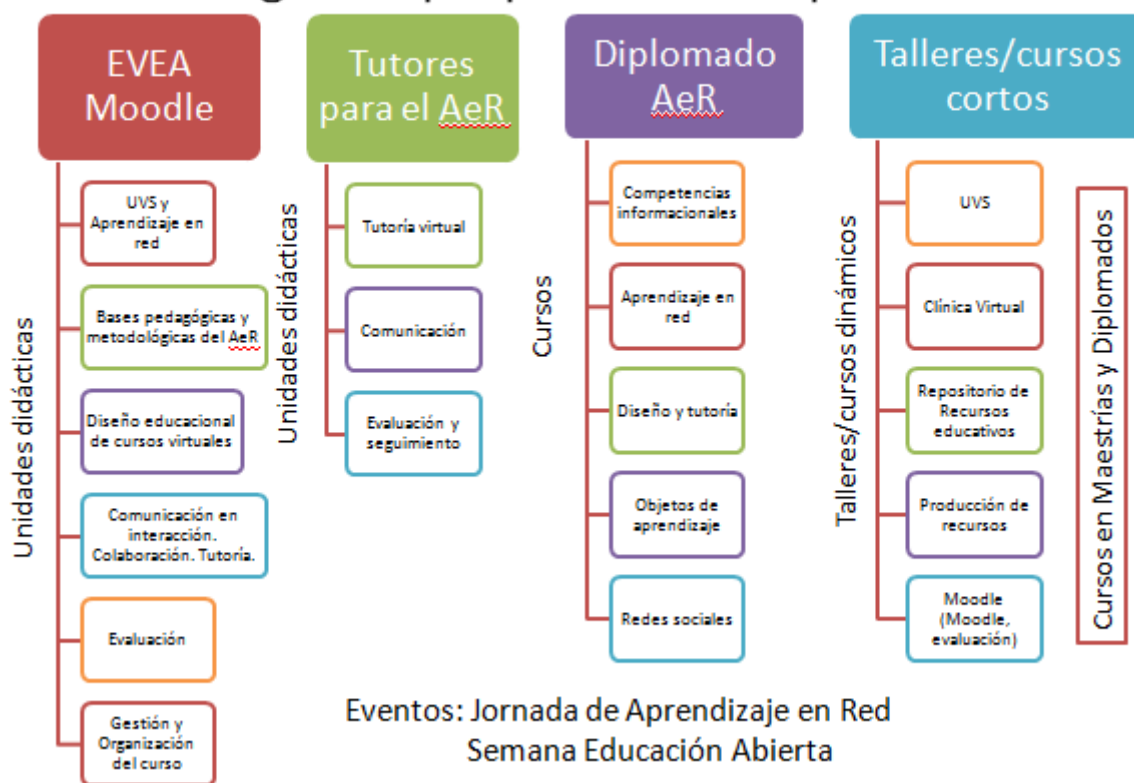 EVEA
Moodle
Unidades didácticas
UVS y
Aprendizaje en
red
Bases pedagógicas y
metodológicas del AeR
Diseño educacional
de cursos virtuales
Comunicación en
interacción.
Colaboración. Tutoría.
Evaluación
Gestión y
Organización
del curso
Tutores
para el AeR
Unidades didácticas
Tutoría virtual
Comunicación
Evaluación y
seguimiento
Diplomado
AeR
Cursos
Competencias
informacionales
Aprendizaje en
red
Diseño y tutoría
Objetos de
aprendizaje
Redes sociales
Talleres/cursos
cortos
Talleres/cursos dinámicos
UVS
Clínica Virtual
Repositorio de
Recursos
educativos
Producción de
recursos
Moodle
(Moodle,
evaluación)
Cursos en Maestrías y Diplomados
Eventos: Jornada de Aprendizaje en Red
Semana Educación Abierta